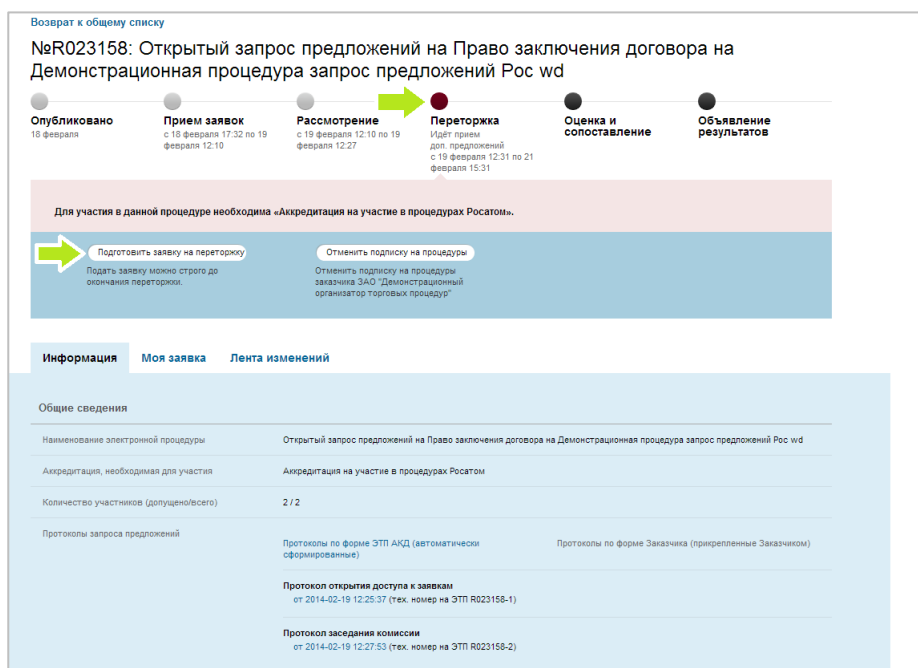 Возврат к общему списку
№R023158: Открытый запрос предложений на Право заключения договора на
Демонстрационная процедура запрос предложений Рос wd
Опубликовано
18 февраля
Прием заявок
с 18 февраля 17:32 по 19
февраля 12:10
Рассмотрение
с 19 февраля 12:10 по 19
февраля 12:27
Переторжка
Идёт прием
доп. предложений
с 19 февраля 12:31 по 21
февраля 15:31
Оценка и
сопоставление
Объявление
результатов
Для участия в данной процедуре необходима «Аккредитация на участие в процедурах Росатом».
Подготовить заявку на переторжку
Подать заявку можно строго до
окончания переторжки.
Отменить подписку на процедуры
Отменить подписку на процедуры
заказчика ЗАО "Демонстрационный
организатор торговых процедур"
Информация Моя заявка Лента изменений
Общие сведения
Наименование электронной процедуры Открытый запрос предложений на Право заключения договора на Демонстрационная процедура запрос предложений Рос wd
Аккредитация, необходимая для участия Аккредитация на участие в процедурах Росатом
Количество участников (допущено/всего) 2 / 2
Протоколы запроса предложений
Протоколы по форме ЭТП АКД (автоматически
сформированные)
Протоколы по форме Заказчика (прикрепленные Заказчиком)
Протокол открытия доступа к заявкам
от 2014-02-19 12:25:37 (тех. номер на ЭТП R023158-1)
Протокол заседания комиссии
от 2014-02-19 12:27:53 (тех. номер на ЭТП R023158-2)